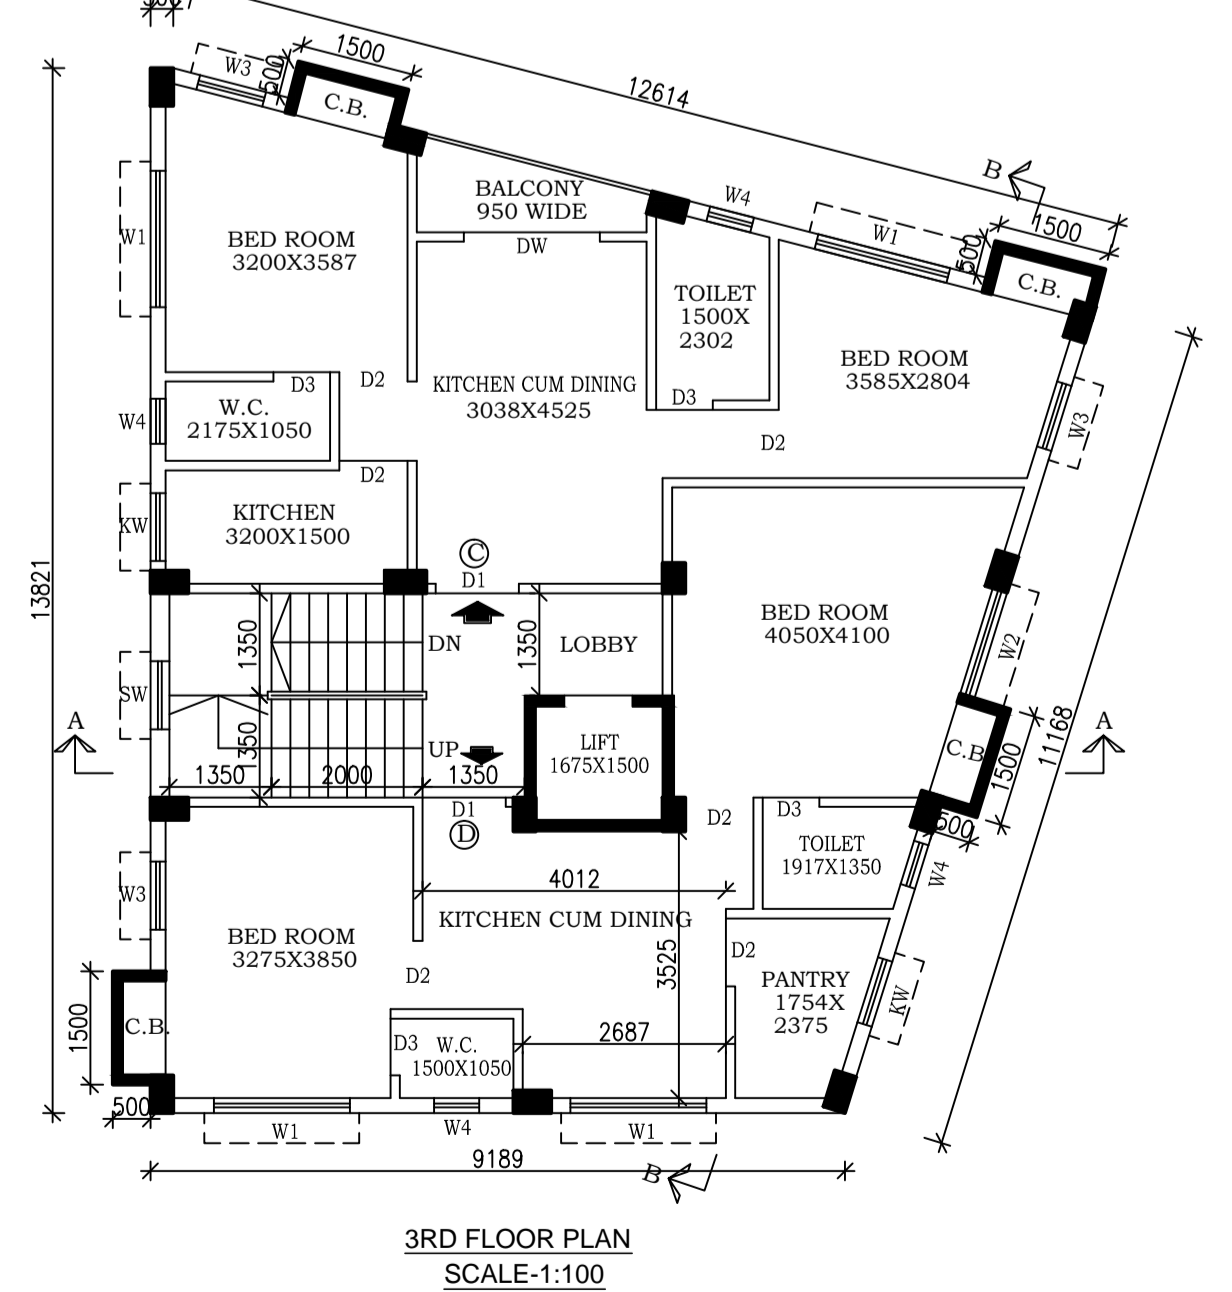 1500
W3
500
C.B.
12614
B
W4
1500
BALCONY
950 WIDE
W1
500
C.B.
W1
BED ROOM
3200X3587
DW
TOILET
1500X
2302
BED ROOM
3585X2804
D3
D2
KITCHEN CUM DINING
3038X4525
D3
W3
W4
W.C.
2175X1050
D2
D2
KW
KITCHEN
3200X1500
C
D1
13821
BED ROOM
4050X4100
1350
DN
1350
LOBBY
W2
SW
A
A
11168
1350
UP
LIFT
1675X1500
C.B.
1500
1350
2000
1350
D1
D
D2
D3
500
TOILET
1917X1350
W4
4012
W3
KITCHEN CUM DINING
BED ROOM
3275X3850
D2
3525
D2
PANTRY
1754X
2375
KW
1500
C.B.
D3
W.C.
1500X1050
2687
500
W1
W4
W1
9189
B
3RD FLOOR PLAN
SCALE-1:100